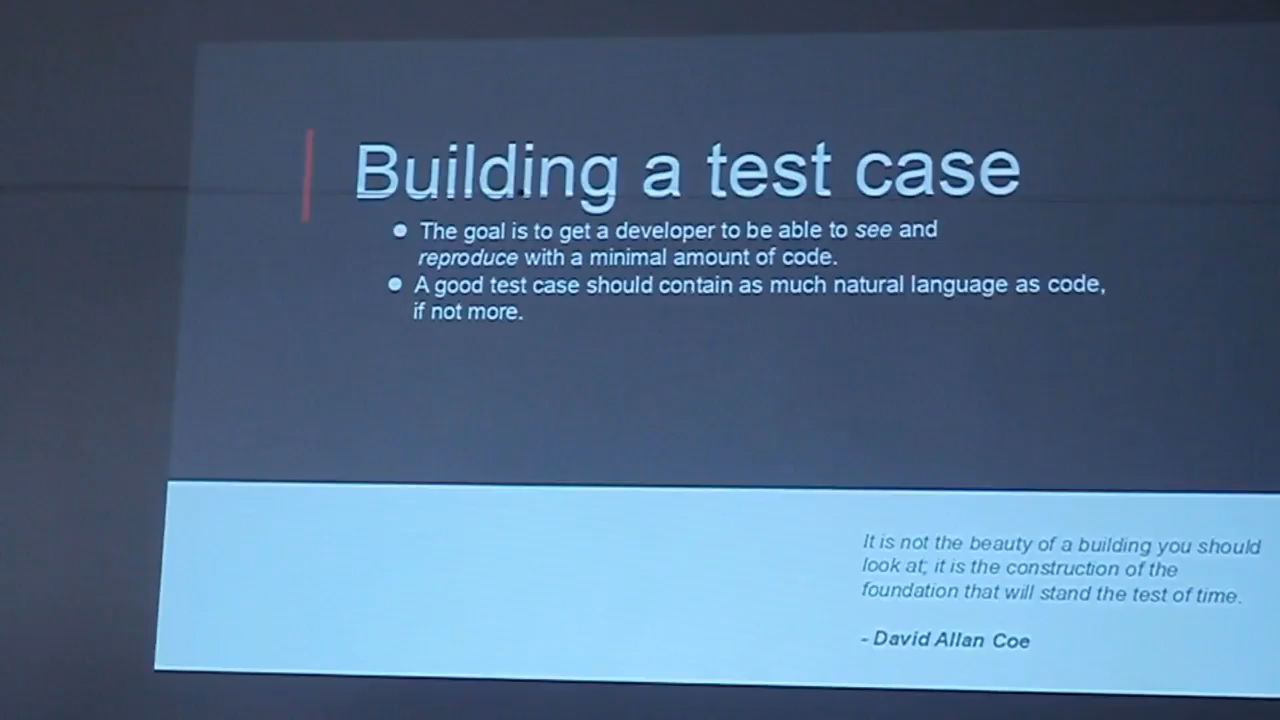 Building a test case
The goal is to get a developer to be able to see and
reproduce with a minimal amount of code.
A good test case should contain as much natural language as code,
if not more.
It is not the beauty of a building you should
look at; it is the construction of the
foundation that will stand the test of time.
- David Allan Coe